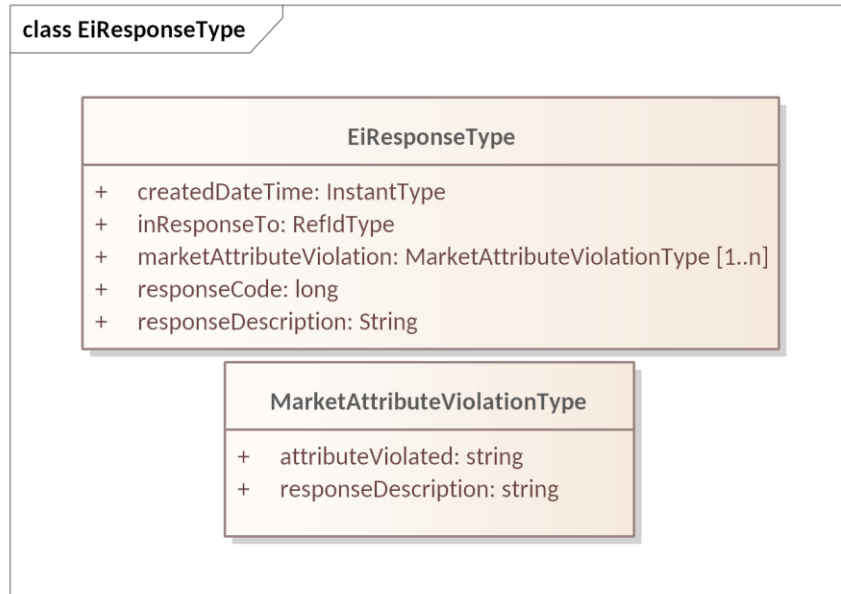 class EiResponseType
EiResponseType
+ createdDateTime: InstantType
+ inResponseTo: RefIdType
+ marketAttributeViolation: MarketAttributeViolationType [1..n]
+ responseCode: long
+ responseDescription: String
MarketAttributeViolationType
+ attributeViolated: string
+ responseDescription: string